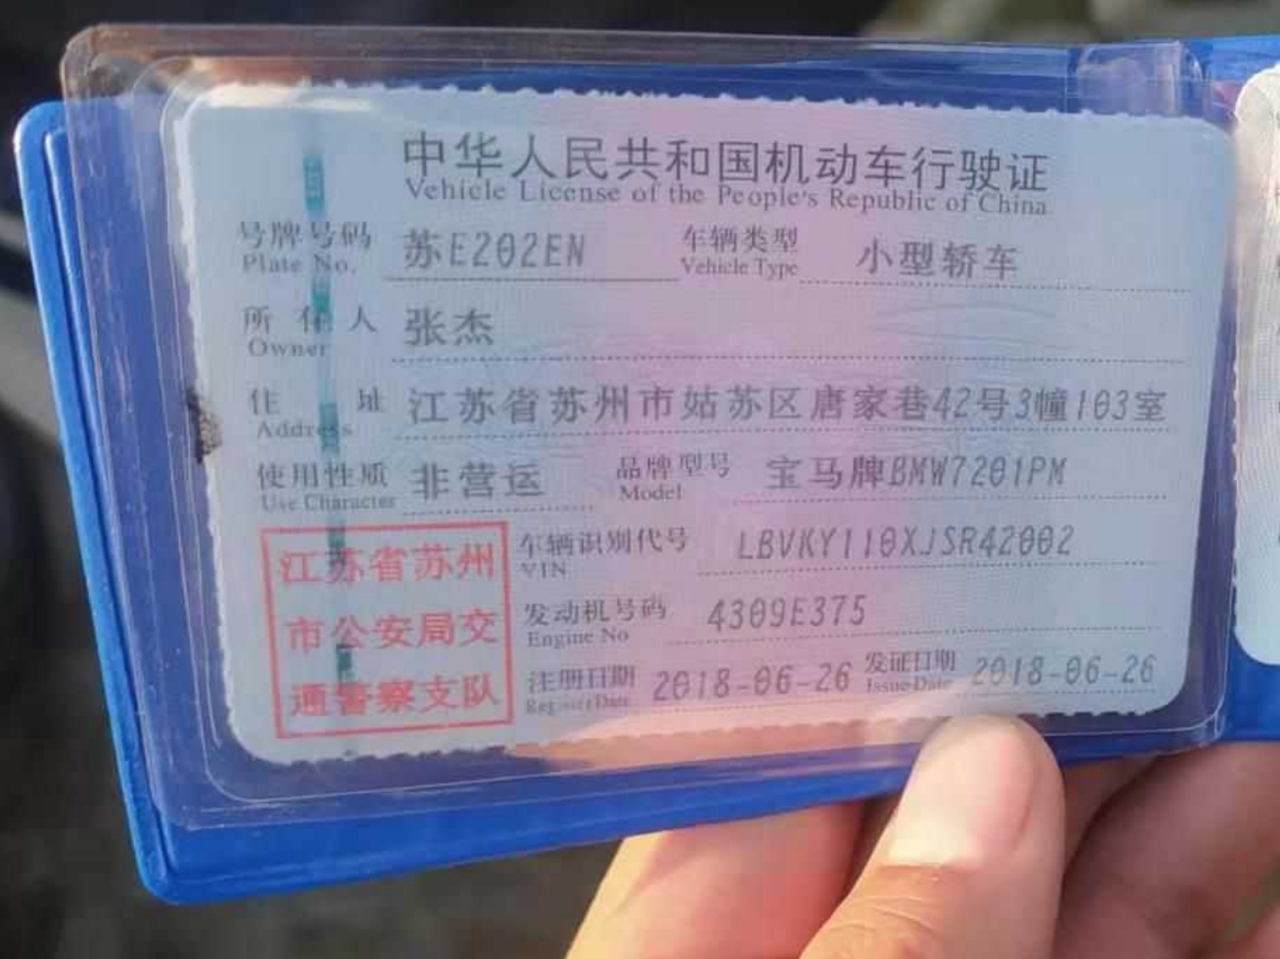 中华人民共和国机动车行驶证
Vehicle License of the People's Republic of China
号牌号码 苏E202EN 车辆类型 小型轿车
Plate No. Vehicle Type
所有人 张杰
Owner
住址 江苏省苏州市姑苏区唐家巷42号3幢103室
Address
使用性质 非营运 品牌型号 宝马牌BMW7201PM
Use Character Model
江苏省苏州
市公安局交
通警察支队
车辆识别代号 LBVKY110XJSR42002
VIN
发动机号码 4309E375
Engine No
注册日期 2018-06-26 发证日期 2018-06-26
Register Date Issue Date